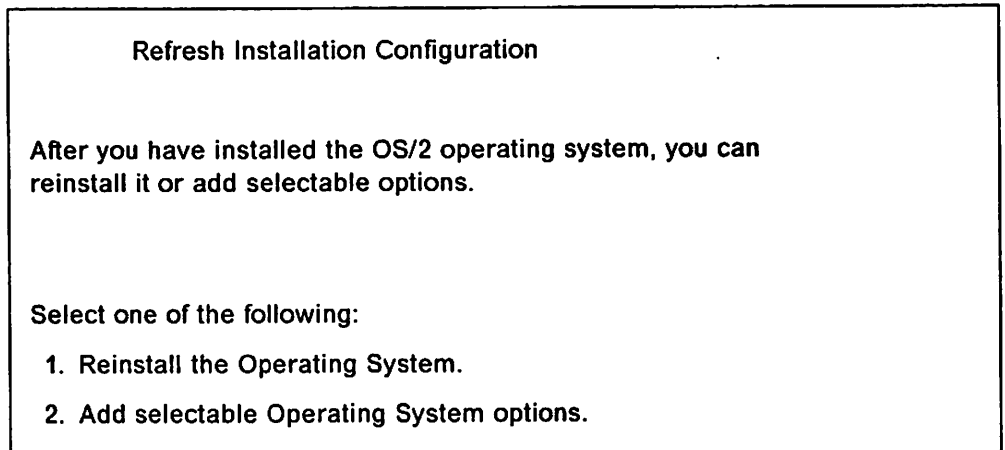 Refresh Installation Configuration
After you have installed the OS/2 operating system, you can
reinstall it or add selectable options.
Select one of the following:
1. Reinstall the Operating System.
2. Add selectable Operating System options.